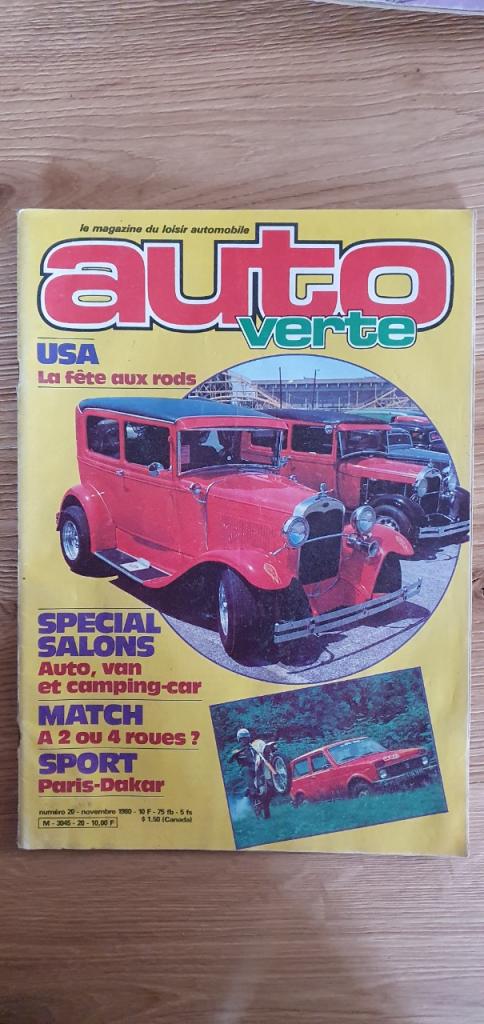 le magazine du loisir automobile
auto
verte
USA
La fête aux rods
SPECIAL
SALONS
Auto, van
et camping-car
MATCH
A 2 ou 4 roues ?
SPORT
Paris-Dakar
numéro 20 - novembre 1980 - 10 F - 75 fb - 5 fs
M - 3045 - 20 - 10,00 F
$ 1,50 (Canada)